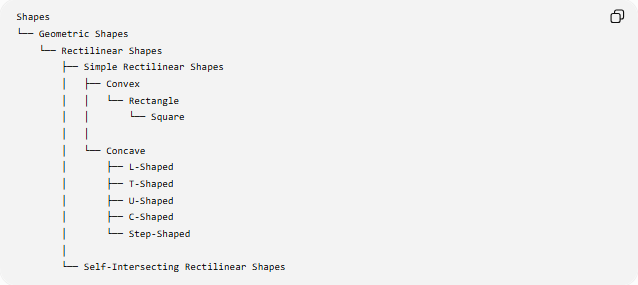 Shapes
└── Geometric Shapes
    └── Rectilinear Shapes
        ├── Simple Rectilinear Shapes
        │   ├── Convex
        │   │   └── Rectangle
        │   │       └── Square
        │   │
        │   └── Concave
        │       ├── L-Shaped
        │       ├── T-Shaped
        │       ├── U-Shaped
        │       ├── C-Shaped
        │       └── Step-Shaped
        │
        └── Self-Intersecting Rectilinear Shapes